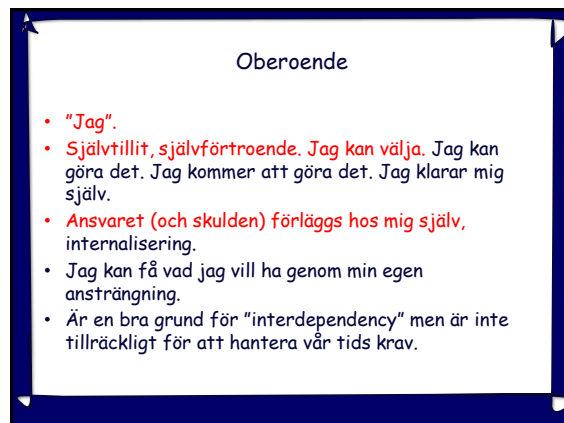 Oberoende
• ”Jag”.
• Självtillit, självförtroende. Jag kan välja. Jag kan
göra det. Jag kommer att göra det. Jag klarar mig
själv.
• Ansvaret (och skulden) förläggs hos mig själv,
internalisering.
• Jag kan få vad jag vill ha genom min egen
ansträngning.
• Är en bra grund för ”interdependency” men är inte
tillräckligt för att hantera vår tids krav.